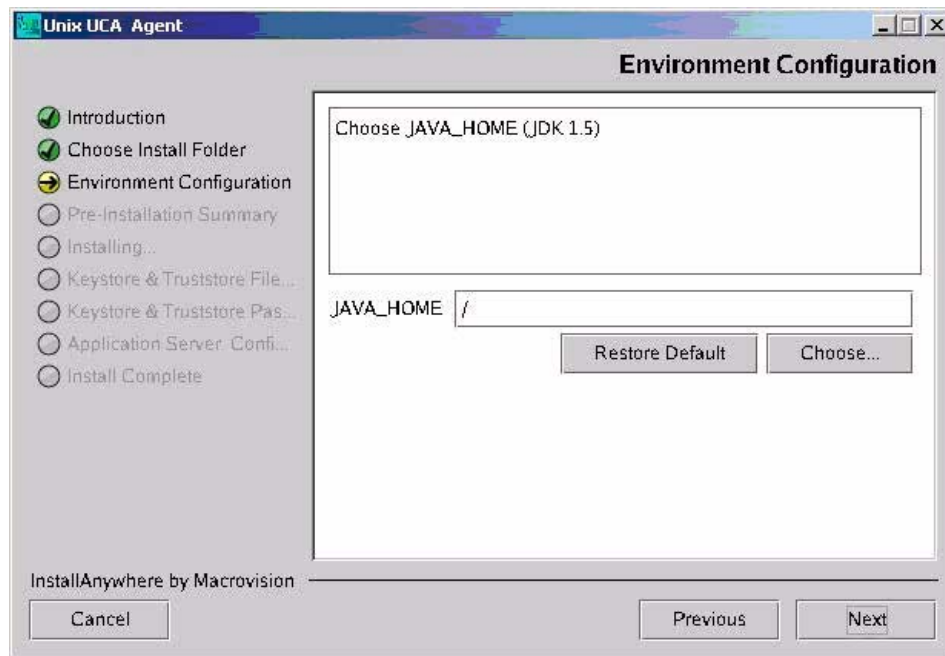 Unix UCA Agent
Environment Configuration
Introduction
Choose Install Folder
Environment Configuration
Pre-Installation Summary
Installing...
Keystore & Truststore File...
Keystore & Truststore Pas...
Application Server Confi...
Install Complete
Choose JAVA_HOME (JDK 1.5)
JAVA_HOME /
Restore Default Choose...
InstallAnywhere by Macrovision
Cancel Previous Next